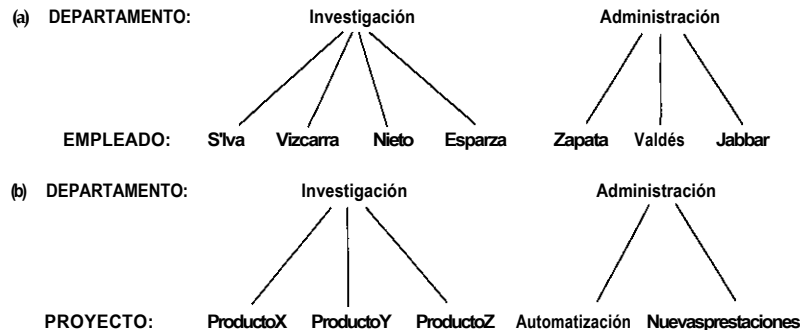 (a) DEPARTAMENTO: Investigación Administración
EMPLEADO: S'lva Vizcarra Nieto Esparza Zapata Valdés Jabbar
(b) DEPARTAMENTO: Investigación Administración
PROYECTO: ProductoX ProductoY ProductoZ Automatización Nuevasprestaciones